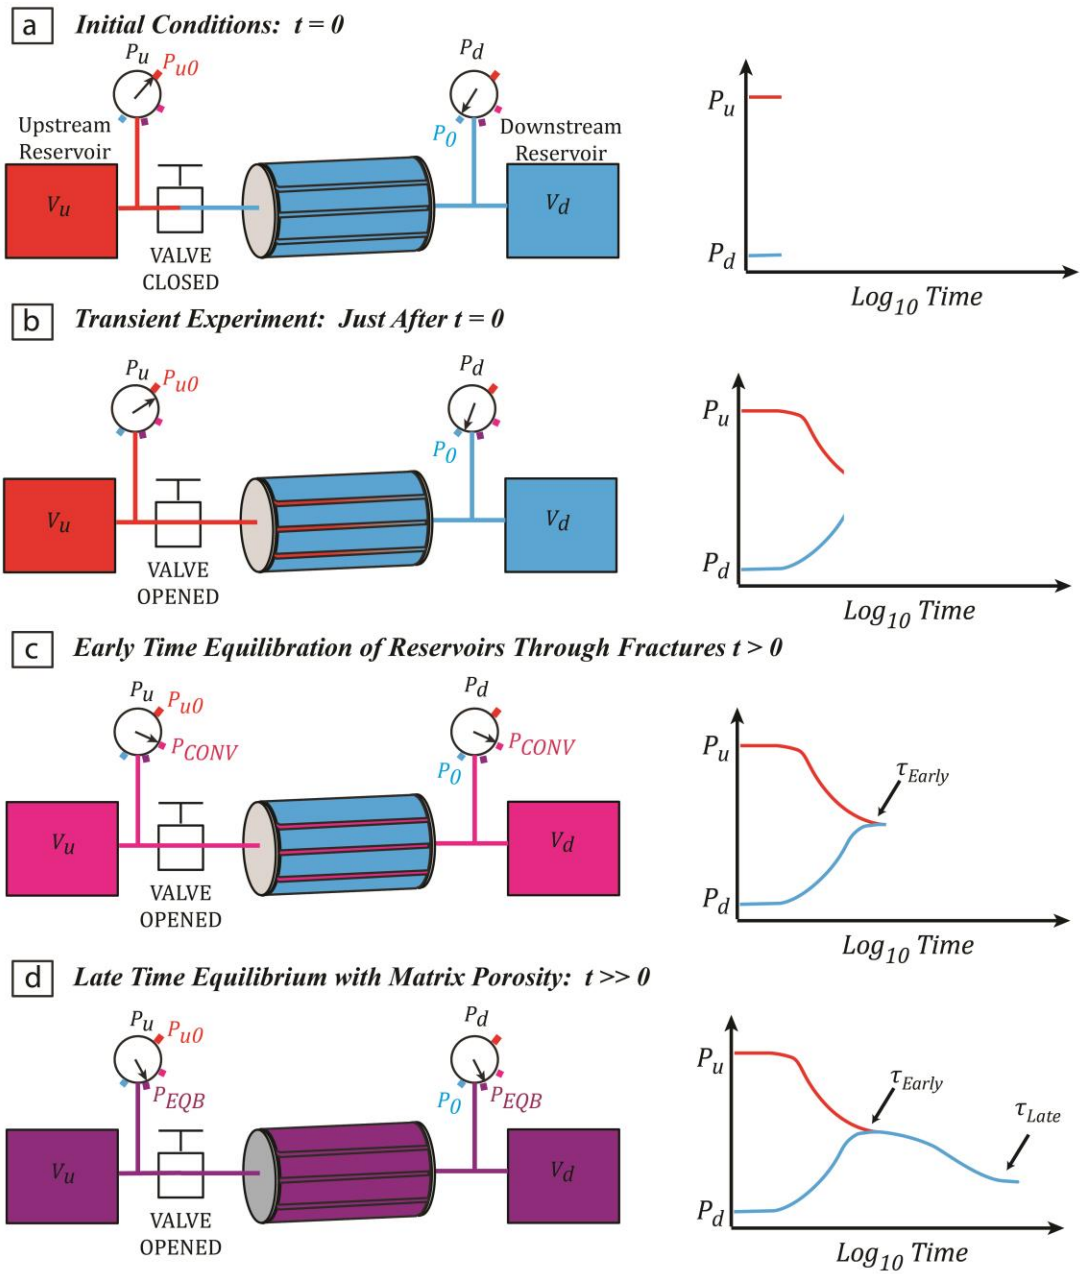 a Initial Conditions: t = 0
Pu Pu0
Pd
P0
Upstream
Reservoir
Downstream
Reservoir
Vu
Vd
VALVE
CLOSED
Pu
Pd
Log10 Time
b Transient Experiment: Just After t = 0
Pu Pu0
Pd
P0
Vu
Vd
VALVE
OPENED
Pu
Pd
Log10 Time
c Early Time Equilibration of Reservoirs Through Fractures t > 0
Pu Pu0
PCONV
Pd
PCONV
P0
Vu
Vd
VALVE
OPENED
Pu
τEarly
Pd
Log10 Time
d Late Time Equilibrium with Matrix Porosity: t >> 0
Pu Pu0
PEQB
Pd
P0 PEQB
Vu
Vd
VALVE
OPENED
Pu
τEarly
τLate
Pd
Log10 Time